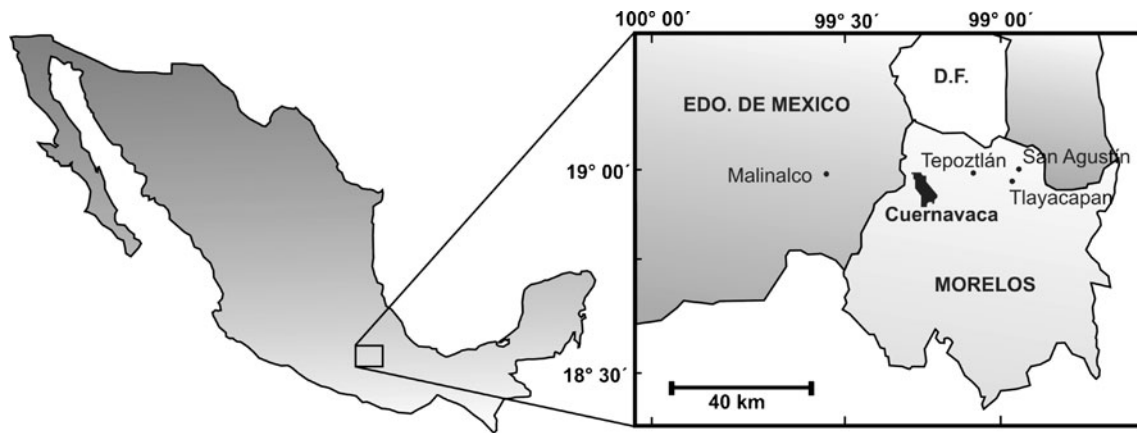 100° 00´ 99° 30´ 99° 00´
D.F.
EDO. DE MEXICO
Tepoztlán San Agustín
19° 00´ Malinalco
Tlayacapan
Cuernavaca
MORELOS
18° 30´
40 km